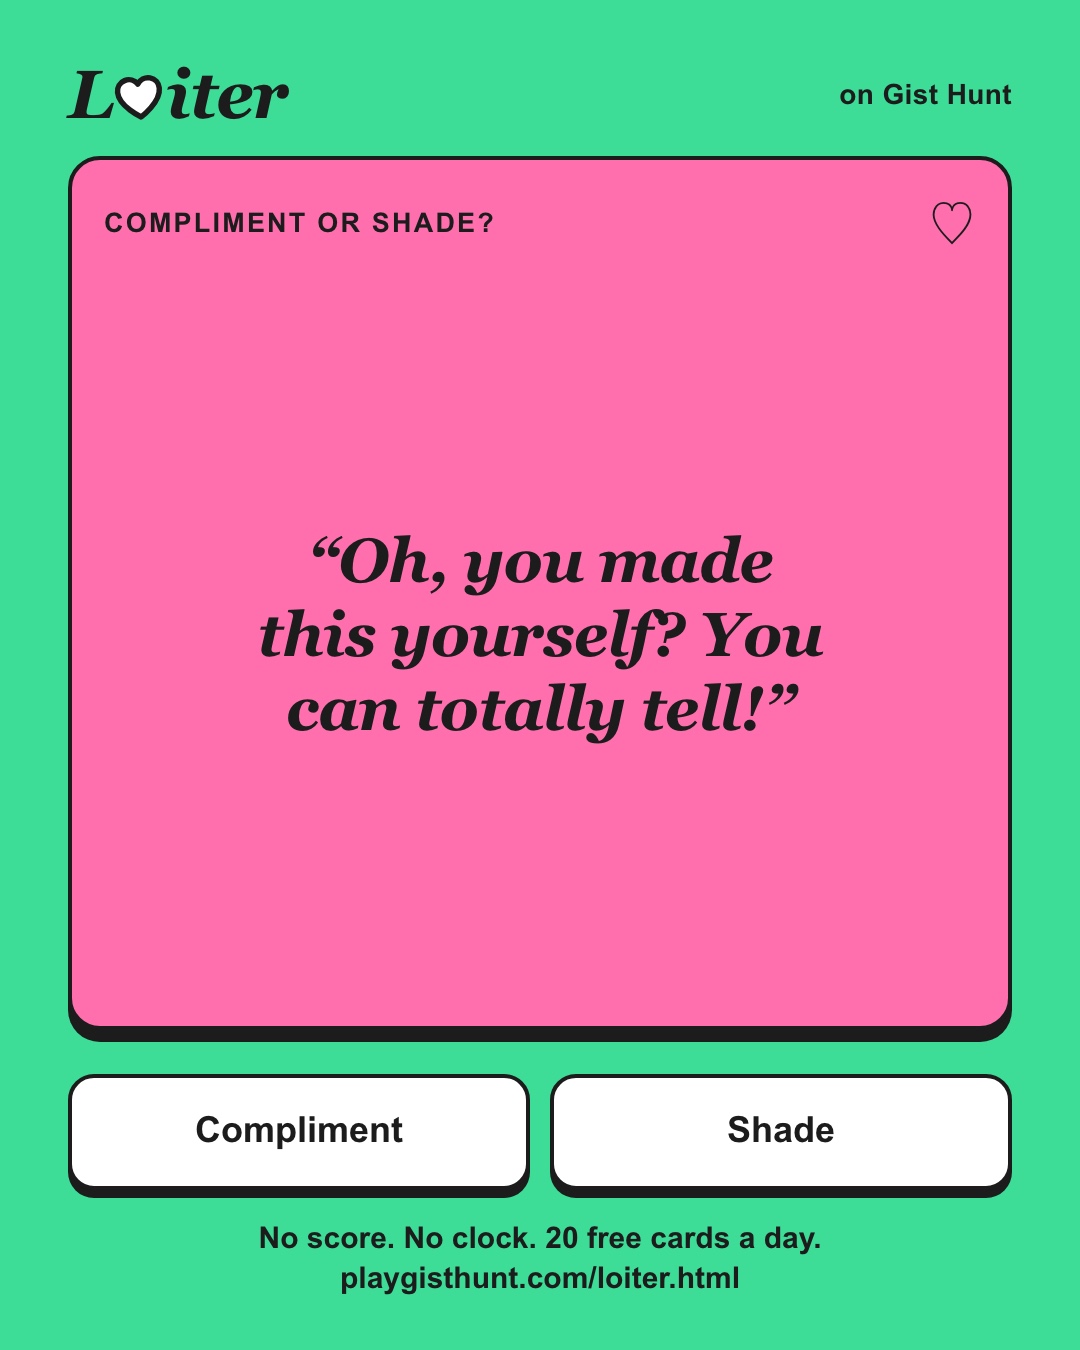 Loiter
on Gist Hunt
COMPLIMENT OR SHADE?
“Oh, you made
this yourself? You
can totally tell!”
Compliment
Shade
No score. No clock. 20 free cards a day.
playgisthunt.com/loiter.html